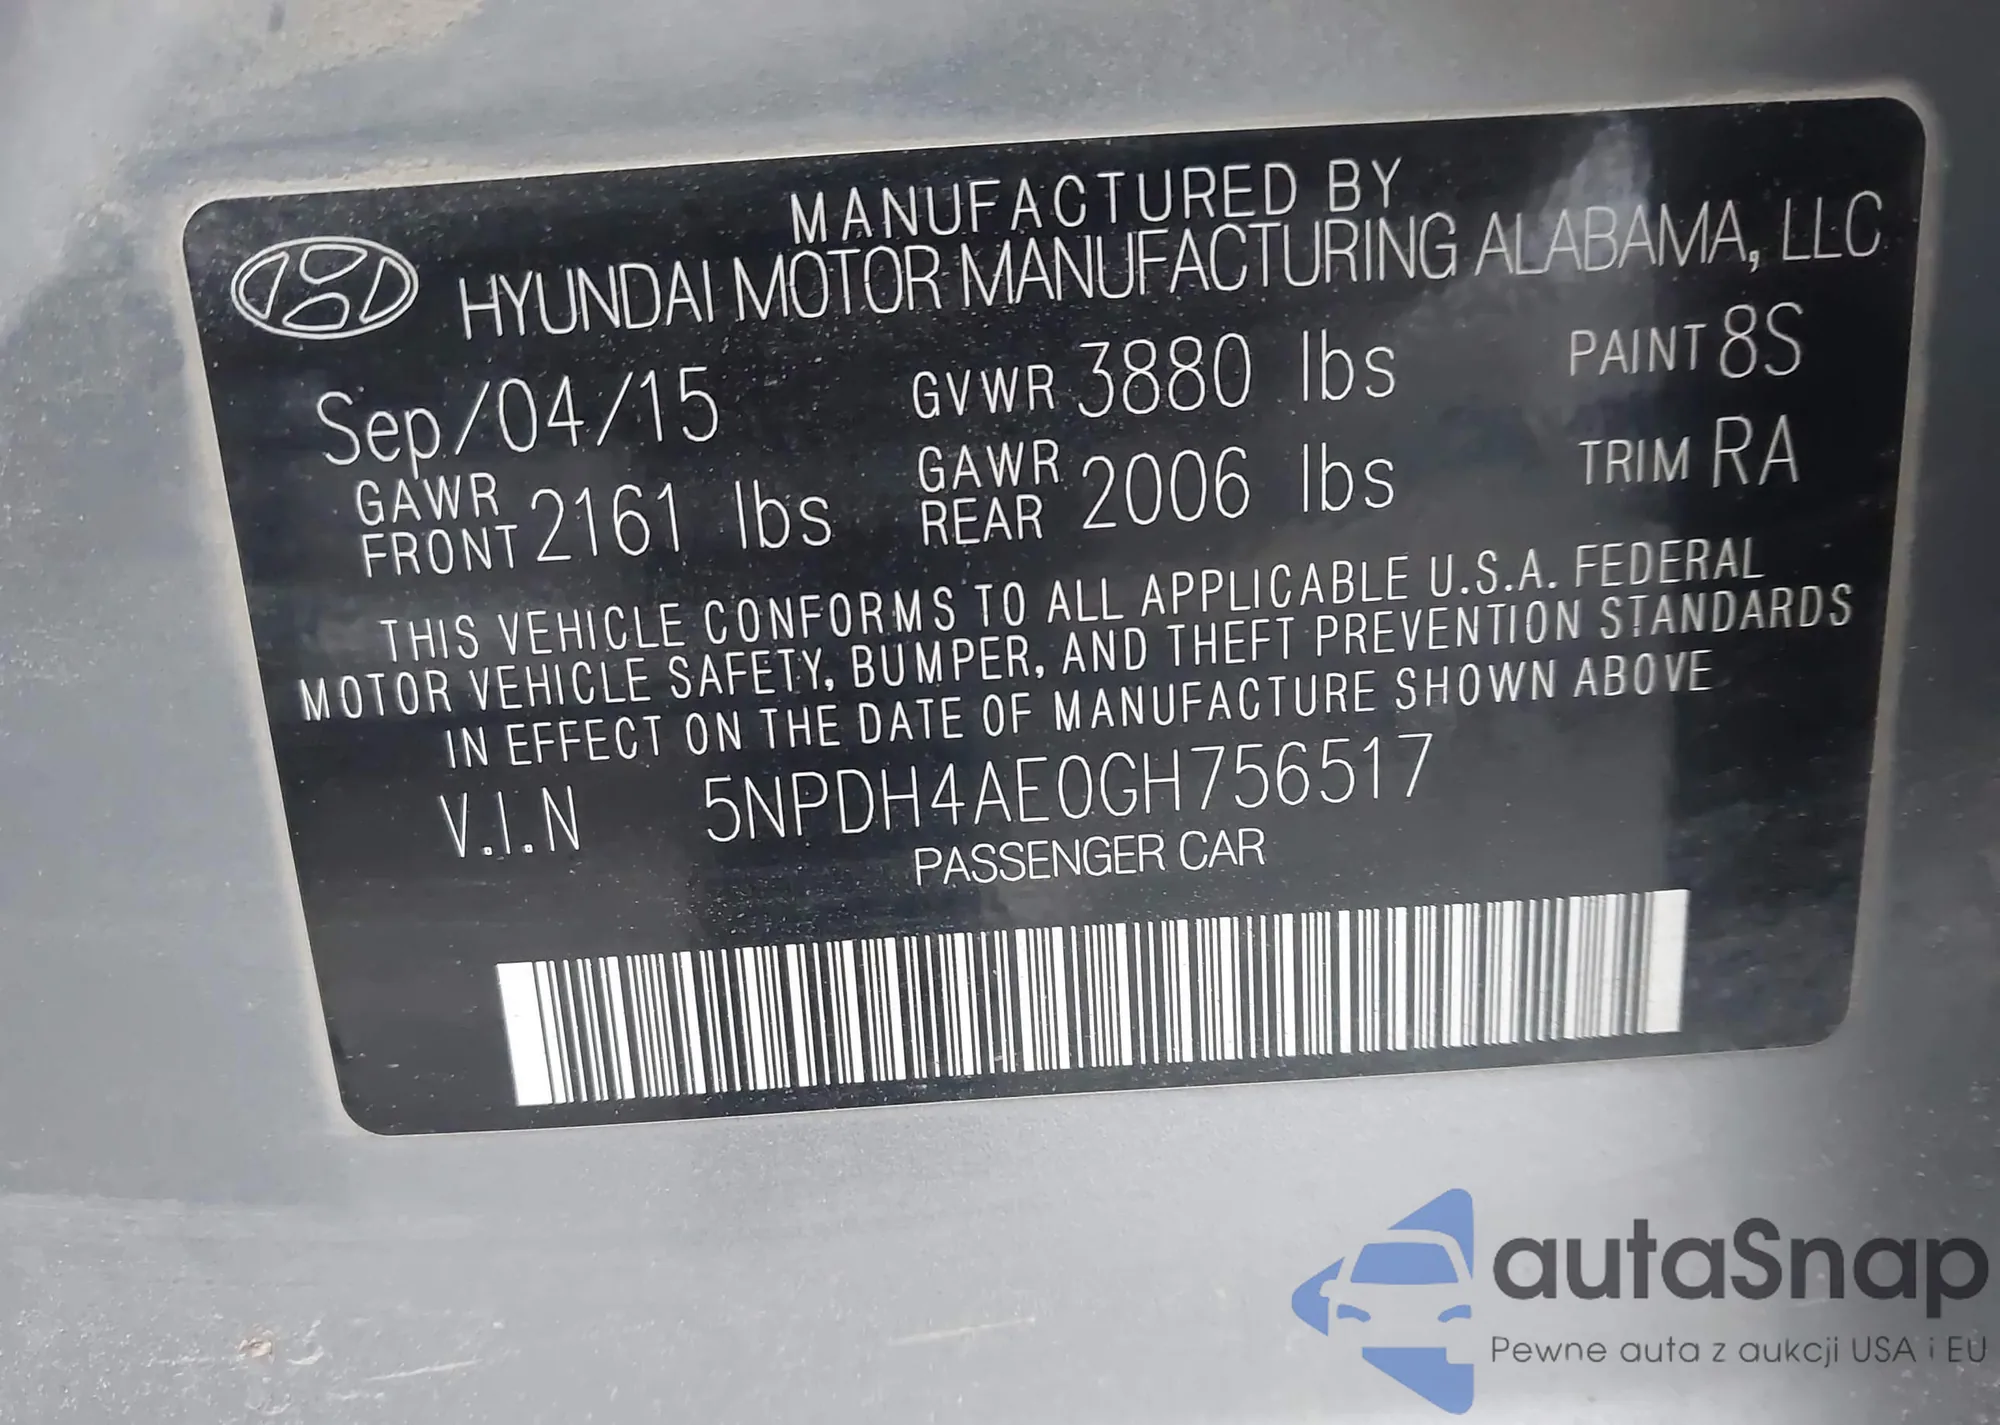 MANUFACTURED BY
HYUNDAI MOTOR MANUFACTURING ALABAMA, LLC
Sep/04/15 GVWR 3880 lbs PAINT 8S
GAWR FRONT 2161 lbs GAWR REAR 2006 lbs TRIM RA
THIS VEHICLE CONFORMS TO ALL APPLICABLE U.S.A. FEDERAL
MOTOR VEHICLE SAFETY, BUMPER, AND THEFT PREVENTION STANDARDS
IN EFFECT ON THE DATE OF MANUFACTURE SHOWN ABOVE
V.I.N 5NPDH4AE0GH756517
PASSENGER CAR
autaSnap
Pewne auta z aukcji USA i EU